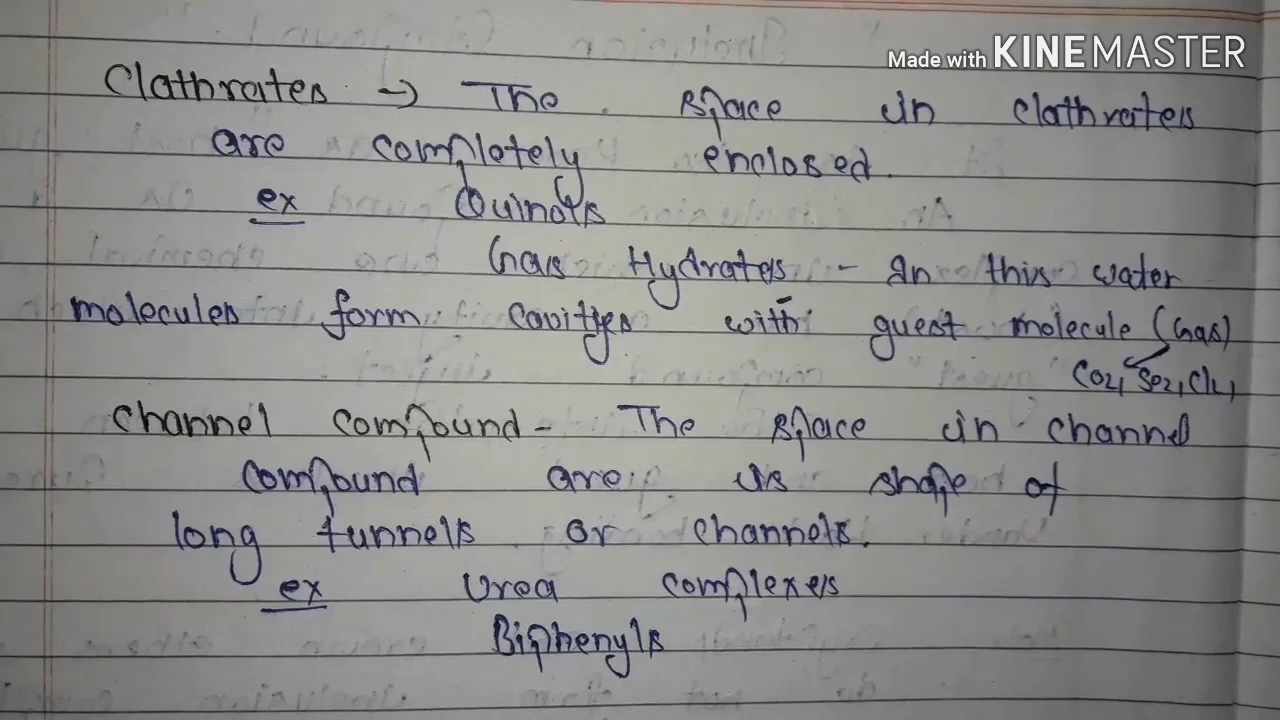 Made with KINEMASTER
Clathrates → The space in clathrates
are completely enclosed.
ex Quinols
Gas Hydrates - In this water
molecules form cavities with guest molecule (Gas)
CO2, SO2, Cl2,
Channel compound - The space in channel
compound are is shape of
long tunnels or channels.
ex Urea complexes
Biphenyls